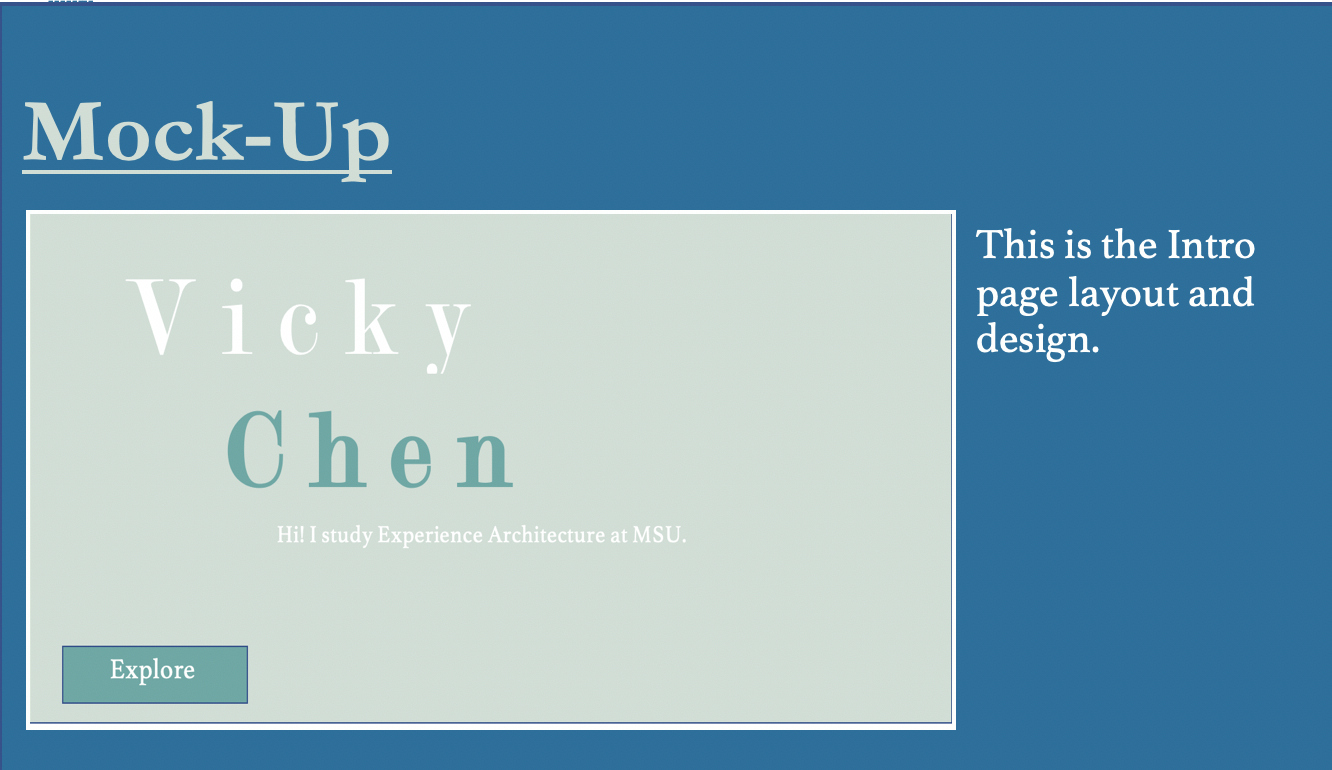 Mock-Up
Vicky
Chen
Hi! I study Experience Architecture at MSU.
Explore
This is the Intro
page layout and
design.